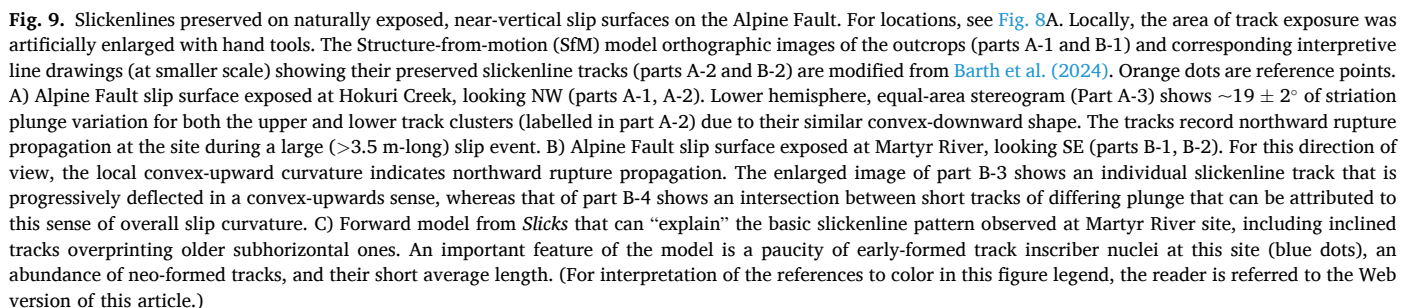 Fig. 9. Slickenlines preserved on naturally exposed, near-vertical slip surfaces on the Alpine Fault. For locations, see Fig. 8A. Locally, the area of track exposure was
artificially enlarged with hand tools. The Structure-from-motion (SfM) model orthographic images of the outcrops (parts A-1 and B-1) and corresponding interpretive
line drawings (at smaller scale) showing their preserved slickenline tracks (parts A-2 and B-2) are modified from Barth et al. (2024). Orange dots are reference points.
A) Alpine Fault slip surface exposed at Hokuri Creek, looking NW (parts A-1, A-2). Lower hemisphere, equal-area stereogram (Part A-3) shows ~19 ± 2° of striation
plunge variation for both the upper and lower track clusters (labelled in part A-2) due to their similar convex-downward shape. The tracks record northward rupture
propagation at the site during a large (>3.5 m-long) slip event. B) Alpine Fault slip surface exposed at Martyr River, looking SE (parts B-1, B-2). For this direction of
view, the local convex-upward curvature indicates northward rupture propagation. The enlarged image of part B-3 shows an individual slickenline track that is
progressively deflected in a convex-upwards sense, whereas that of part B-4 shows an intersection between short tracks of differing plunge that can be attributed to
this sense of overall slip curvature. C) Forward model from Slicks that can “explain” the basic slickenline pattern observed at Martyr River site, including inclined
tracks overprinting older subhorizontal ones. An important feature of the model is a paucity of early-formed track inscriber nuclei at this site (blue dots), an
abundance of neo-formed tracks, and their short average length. (For interpretation of the references to color in this figure legend, the reader is referred to the Web
version of this article.)